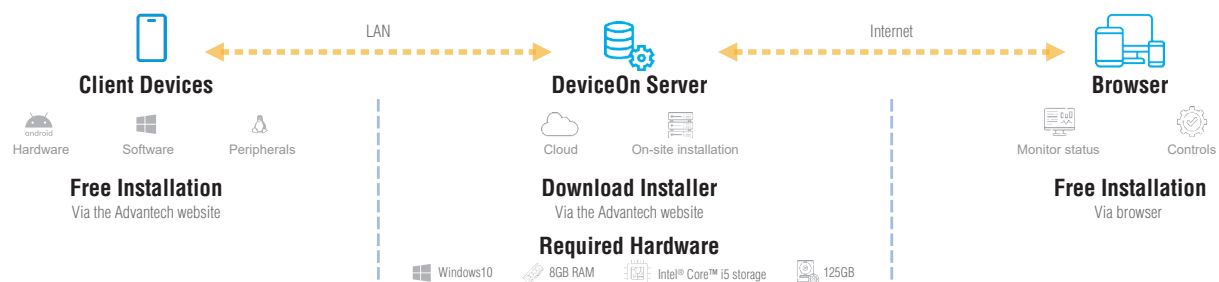 LAN
Internet
Client Devices
DeviceOn Server
Browser
android
Hardware
Software
Peripherals
Cloud
On-site installation
Monitor status
Controls
Free Installation
Via the Advantech website
Download Installer
Via the Advantech website
Free Installation
Via browser
Required Hardware
Windows10
8GB RAM
Intel® Core™ i5 storage
125GB